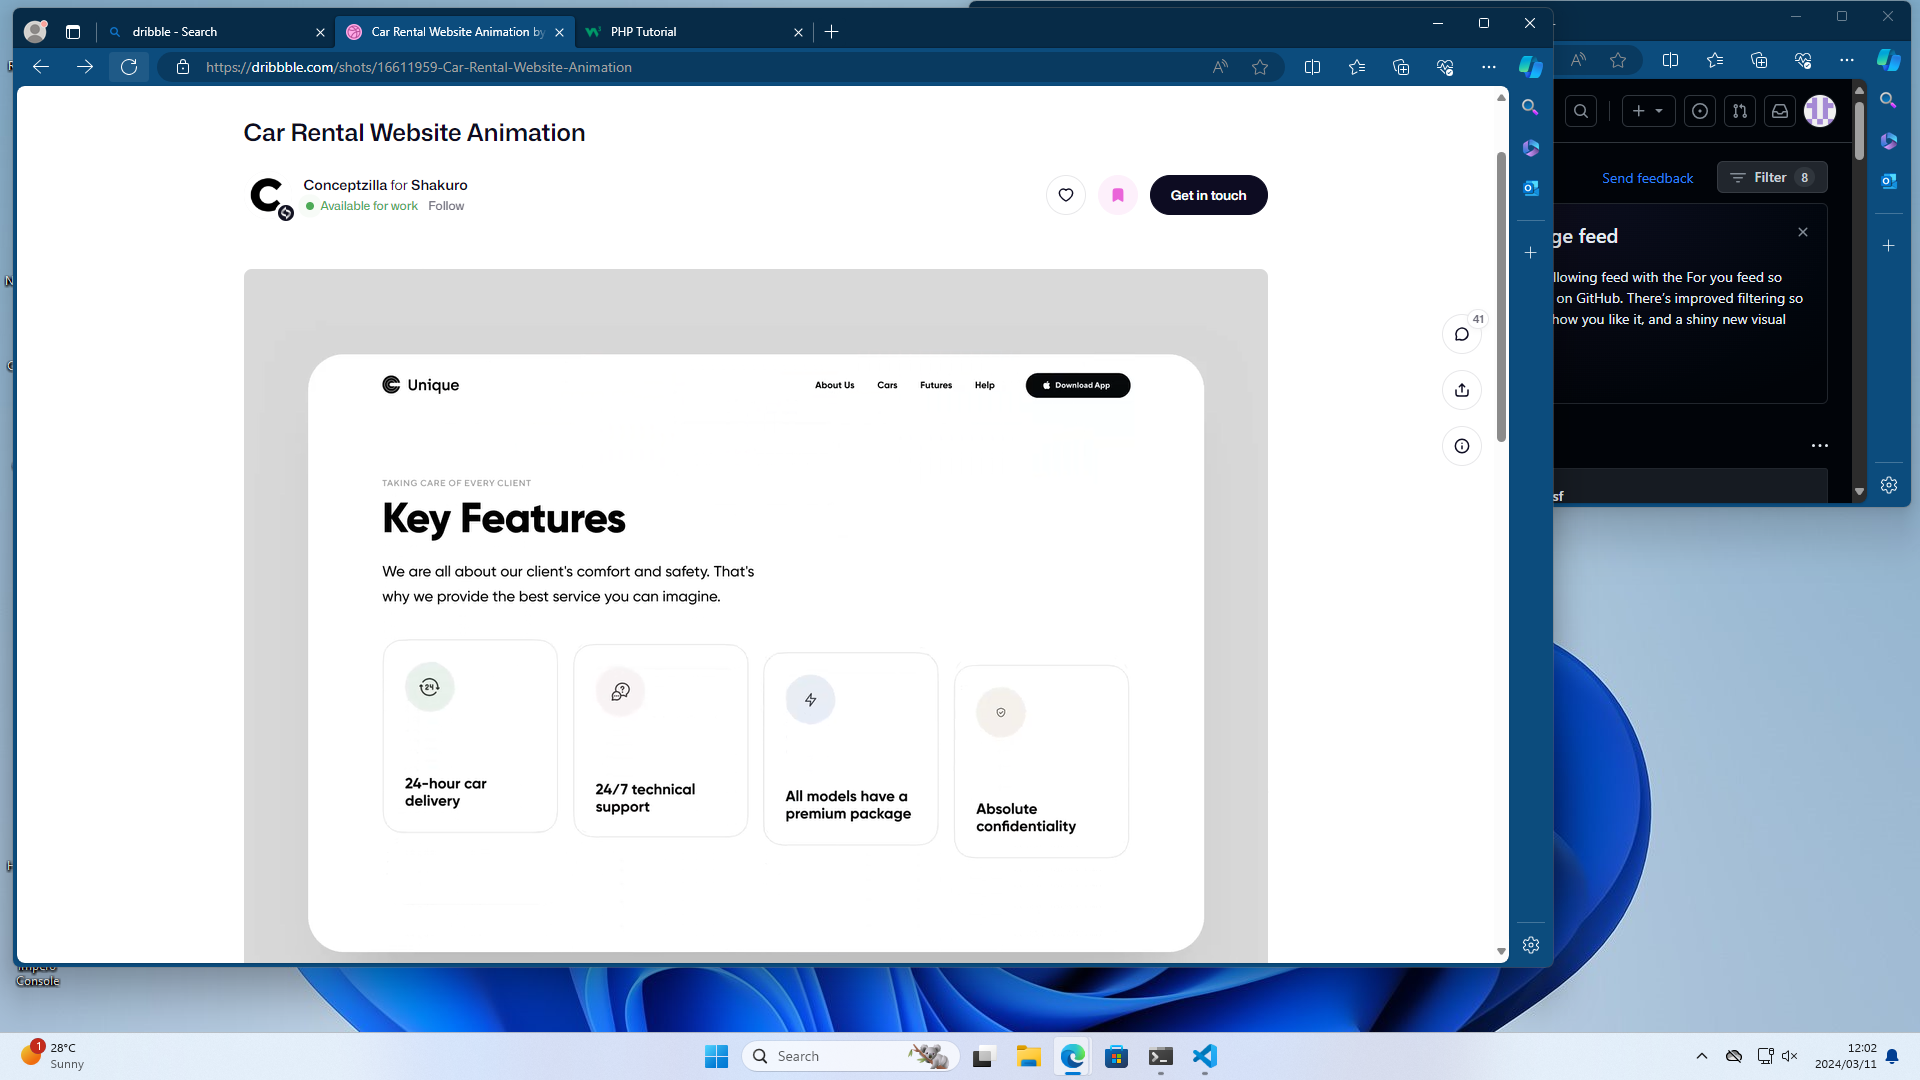 dribble - Search
Car Rental Website Animation by
PHP Tutorial
https://dribbble.com/shots/16611959-Car-Rental-Website-Animation
Car Rental Website Animation
Conceptzilla for Shakuro
Available for work Follow
Get in touch
41
Unique
About Us
Cars
Futures
Help
Download App
TAKING CARE OF EVERY CLIENT
Key Features
We are all about our client's comfort and safety. That's
why we provide the best service you can imagine.
24
24-hour car
delivery
24/7 technical
support
All models have a
premium package
Absolute
confidentiality
Send feedback
Filter 8
ge feed
llowing feed with the For you feed so
on GitHub. There's improved filtering so
how you like it, and a shiny new visual
sf
Impero
Console
1
28°C
Sunny
Search
12:02
2024/03/11